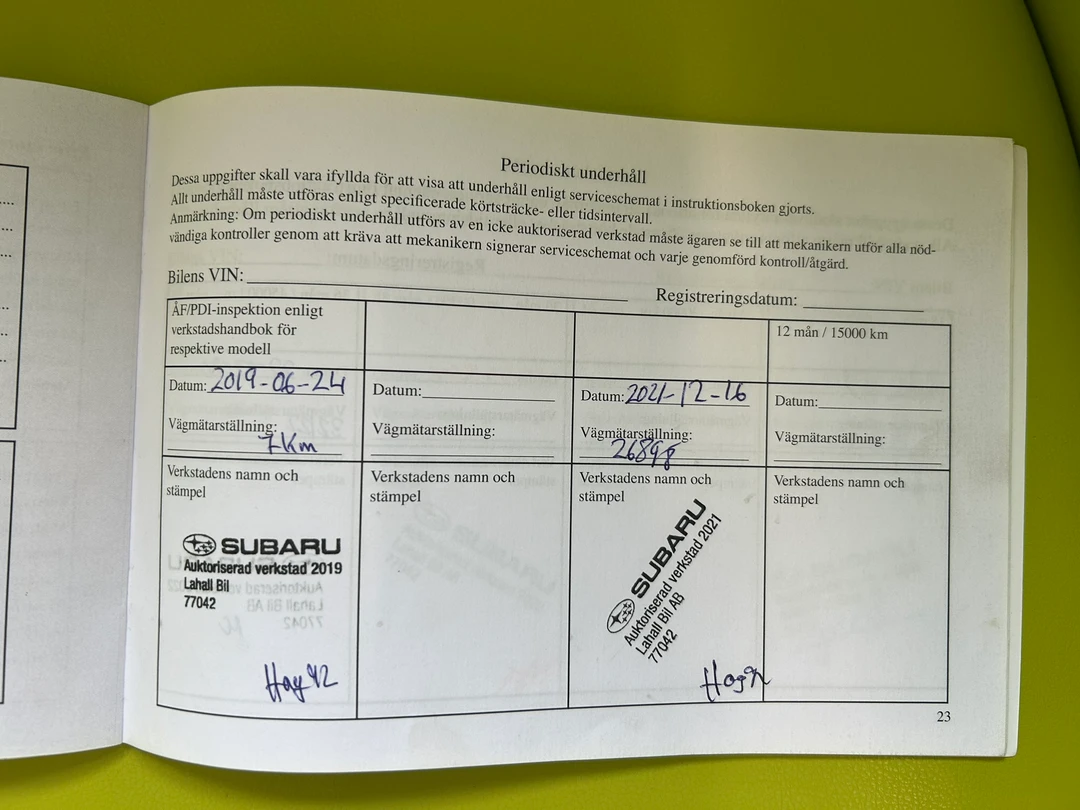 Periodiskt underhåll
Dessa uppgifter skall vara ifyllda för att visa att underhåll enligt serviceschemat i instruktionsboken gjorts.
Allt underhåll måste utföras enligt specificerade körtsträcke- eller tidsintervall.
Anmärkning: Om periodiskt underhåll utförs av en icke auktoriserad verkstad måste ägaren se till att mekanikern utför alla nöd-
vändiga kontroller genom att kräva att mekanikern signerar serviceschemat och varje genomförd kontroll/åtgärd.
Bilens VIN:
Registreringsdatum:
ÅF/PDI-inspektion enligt
verkstadshandbok för
respektive modell
12 mån / 15000 km
Datum: 2019-06-24
Datum:
Datum: 2021-12-16
Datum:
Vägmätarställning:
7km
Vägmätarställning:
Vägmätarställning:
26898
Vägmätarställning:
Verkstadens namn och
stämpel
SUBARU
Auktoriserad verkstad 2019
Lahall Bil
77042
Verkstadens namn och
stämpel
Verkstadens namn och
stämpel
SUBARU
Auktoriserad verkstad 2021
Lahall Bil AB
77042
Verkstadens namn och
stämpel
23